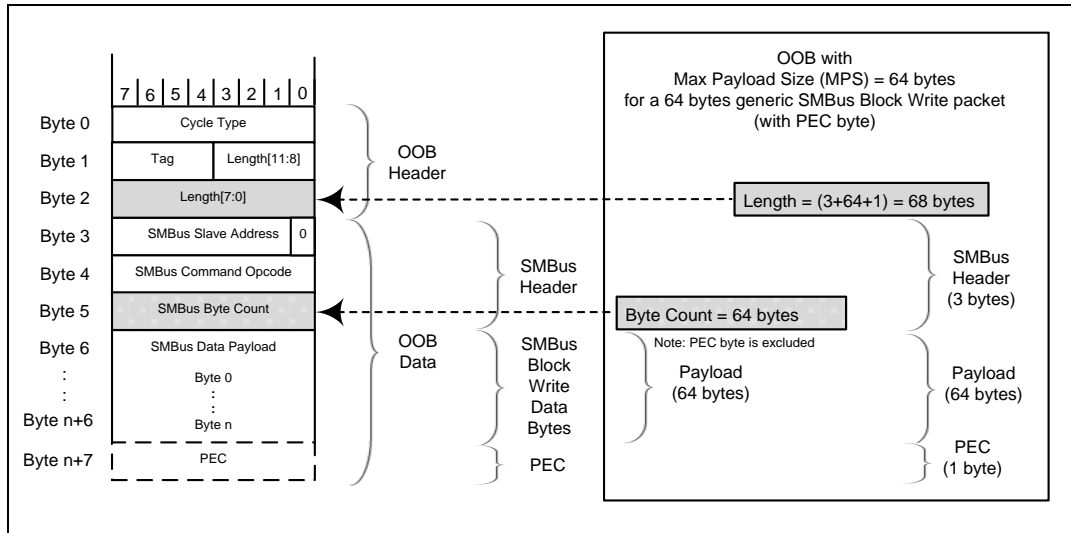 7 6 5 4 3 2 1 0
Byte 0
Cycle Type
Byte 1
Tag
Length[11:8]
Byte 2
Length[7:0]
Byte 3
SMBus Slave Address
0
Byte 4
SMBus Command Opcode
Byte 5
SMBus Byte Count
Byte 6
SMBus Data Payload
:
:
Byte 0
:
:
Byte n
Byte n+6
Byte n+7
PEC
OOB
Header
OOB
Data
SMBus
Header
SMBus
Block
Write
Data
Bytes
PEC
OOB with
Max Payload Size (MPS) = 64 bytes
for a 64 bytes generic SMBus Block Write packet
(with PEC byte)
Length = (3+64+1) = 68 bytes
Byte Count = 64 bytes
Note: PEC byte is excluded
Payload
(64 bytes)
SMBus
Header
(3 bytes)
Payload
(64 bytes)
PEC
(1 byte)